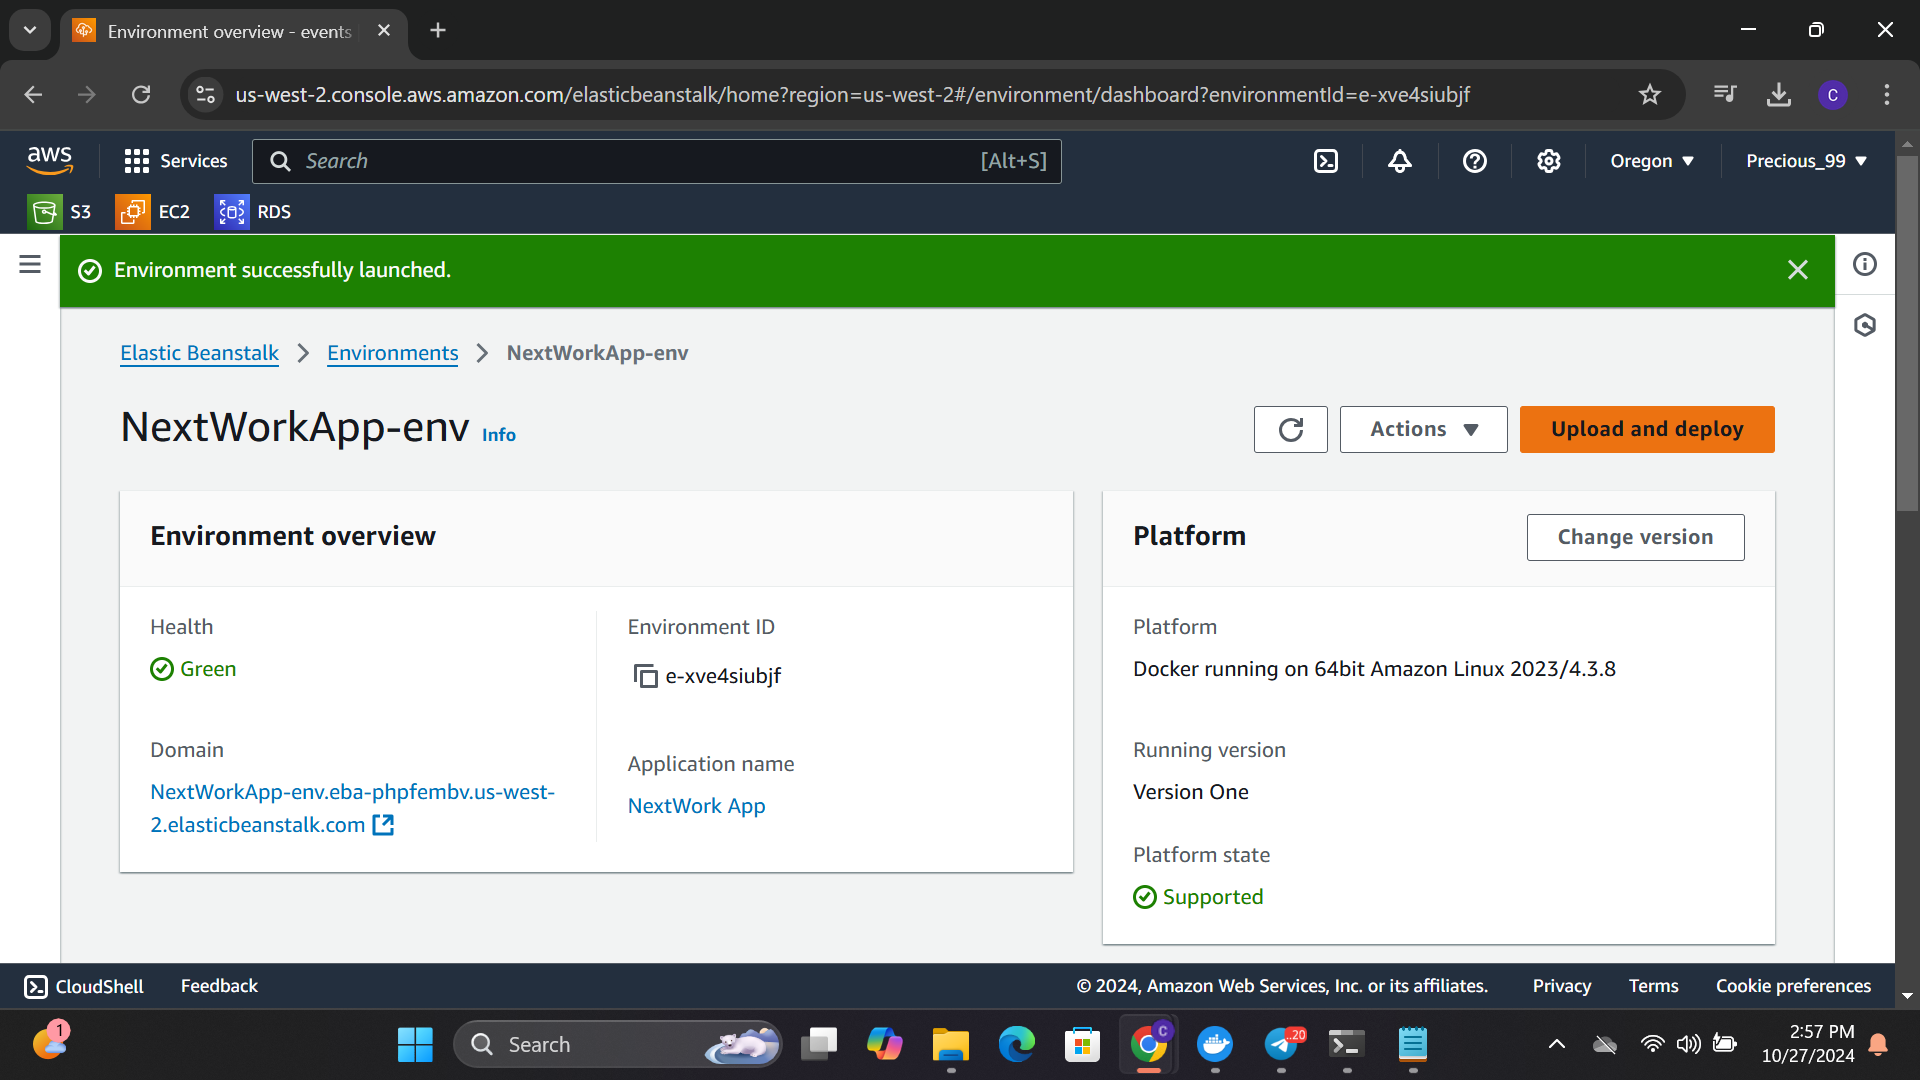 Environment overview - events
us-west-2.console.aws.amazon.com/elasticbeanstalk/home?region=us-west-2#/environment/dashboard?environmentId=e-xve4siubjf
C
aws
Services
Search
[Alt+S]
Oregon
Precious_99
S3
EC2
RDS
Environment successfully launched.
Elastic Beanstalk
Environments
NextWorkApp-env
NextWorkApp-env
Info
Actions
Upload and deploy
Environment overview
Health
Green
Domain
NextWorkApp-env.eba-phpfembv.us-west-
2.elasticbeanstalk.com
Environment ID
e-xve4siubjf
Application name
NextWork App
Platform
Change version
Platform
Docker running on 64bit Amazon Linux 2023/4.3.8
Running version
Version One
Platform state
Supported
CloudShell
Feedback
© 2024, Amazon Web Services, Inc. or its affiliates.
Privacy
Terms
Cookie preferences
1
Search
C
..20
2:57 PM
10/27/2024